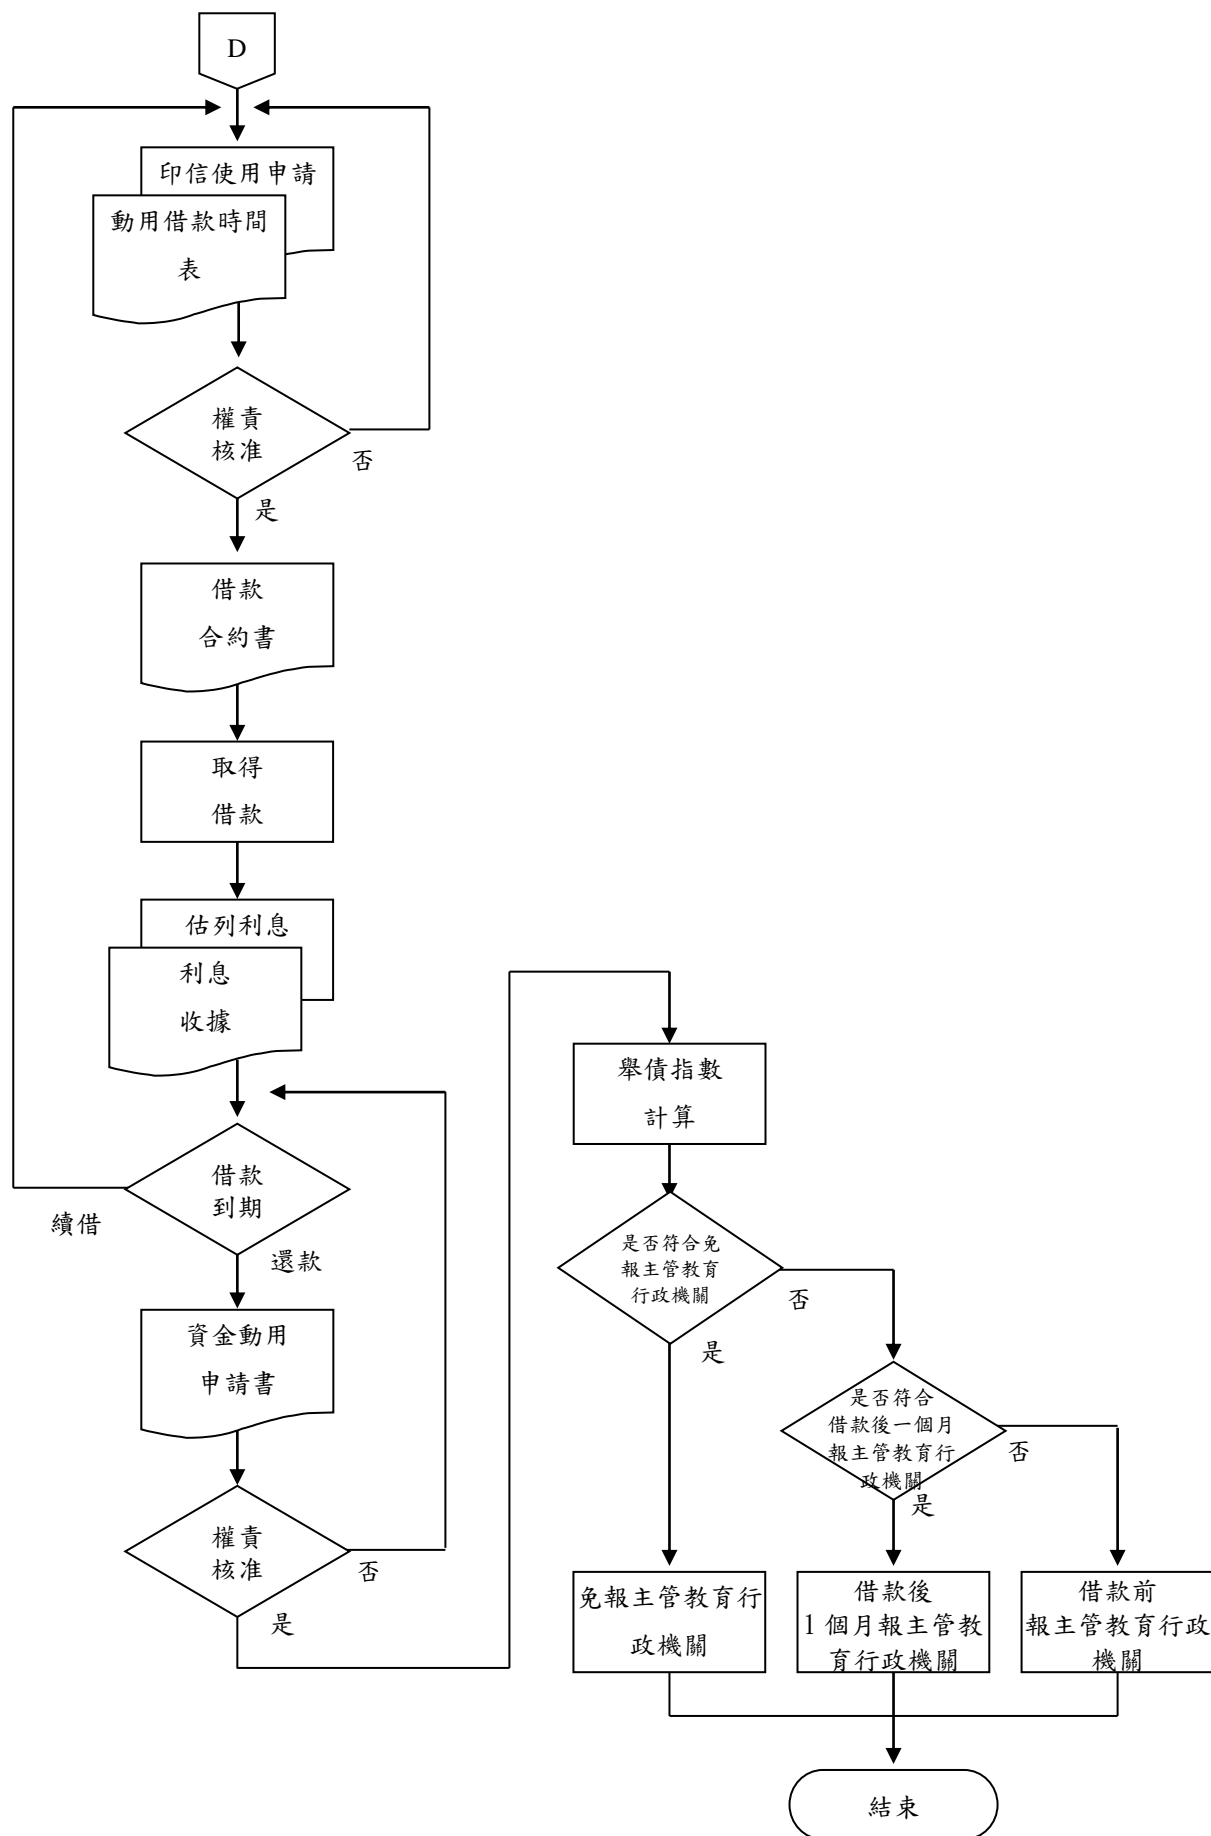 D
印信使用申請
動用借款時間
表
權責
核准
否
是
借款
合約書
取得
借款
估列利息
利息
收據
借款
到期
續借
還款
資金動用
申請書
權責
核准
否
是
舉債指數
計算
是否符合免
報主管教育
行政機關
否
是
是否符合
借款後一個月
報主管教育行
政機關
否
是
免報主管教育行
政機關
借款後
1 個月報主管教
育行政機關
借款前
報主管教育行政
機關
結束